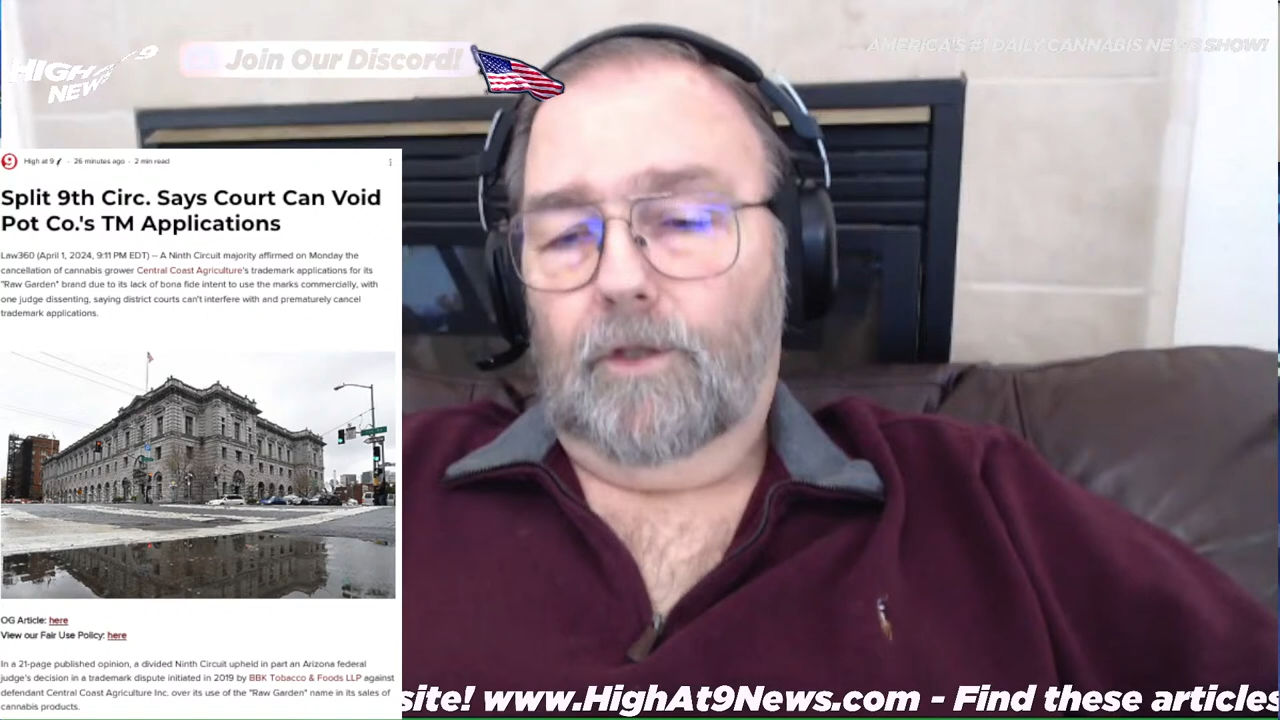 HIGH 9
NEWS
Join Our Discord!
AMERICA'S #1 DAILY CANNABIS NEWS SHOW!
9 High at 9 · 26 minutes ago · 2 min read
Split 9th Circ. Says Court Can Void
Pot Co.'s TM Applications
Law360 (April 1, 2024, 9:11 PM EDT) -- A Ninth Circuit majority affirmed on Monday the
cancellation of cannabis grower Central Coast Agriculture's trademark applications for its
"Raw Garden" brand due to its lack of bona fide intent to use the marks commercially, with
one judge dissenting, saying district courts can't interfere with and prematurely cancel
trademark applications.
OG Article: here
View our Fair Use Policy: here
In a 21-page published opinion, a divided Ninth Circuit upheld in part an Arizona federal
judge's decision in a trademark dispute initiated in 2019 by BBK Tobacco & Foods LLP against
defendant Central Coast Agriculture Inc. over its use of the "Raw Garden" name in its sales of
cannabis products.
site! www.HighAt9News.com - Find these articles